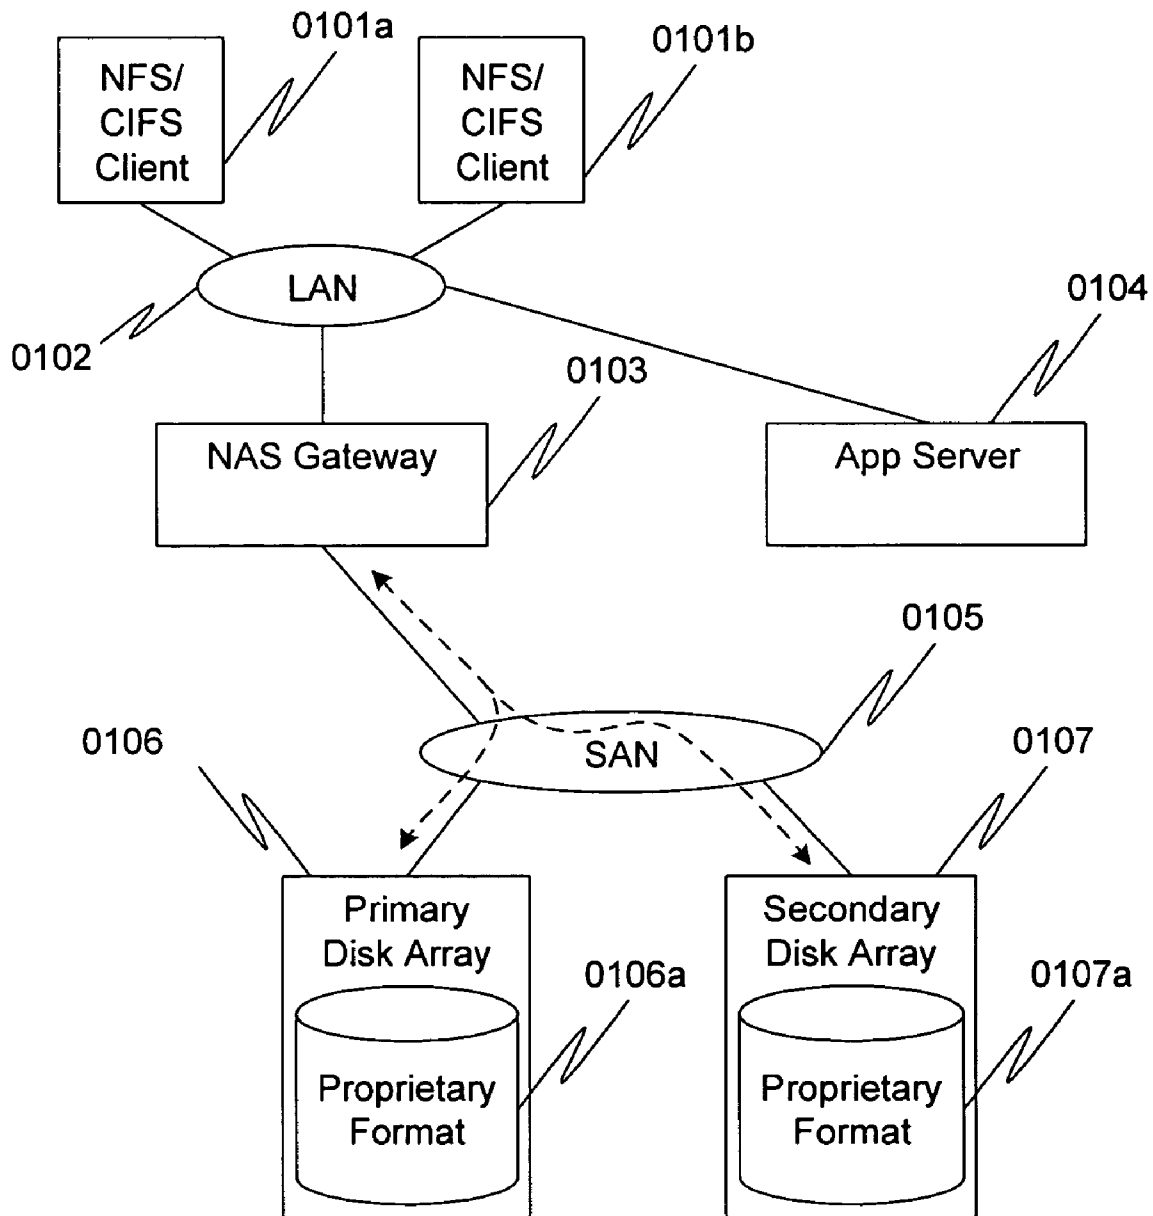 0101a
0101b
NFS/
CIFS
Client
NFS/
CIFS
Client
LAN
0102
0104
0103
NAS Gateway
App Server
0105
SAN
0106
0107
Primary
Disk Array
Secondary
Disk Array
0106a
0107a
Proprietary
Format
Proprietary
Format